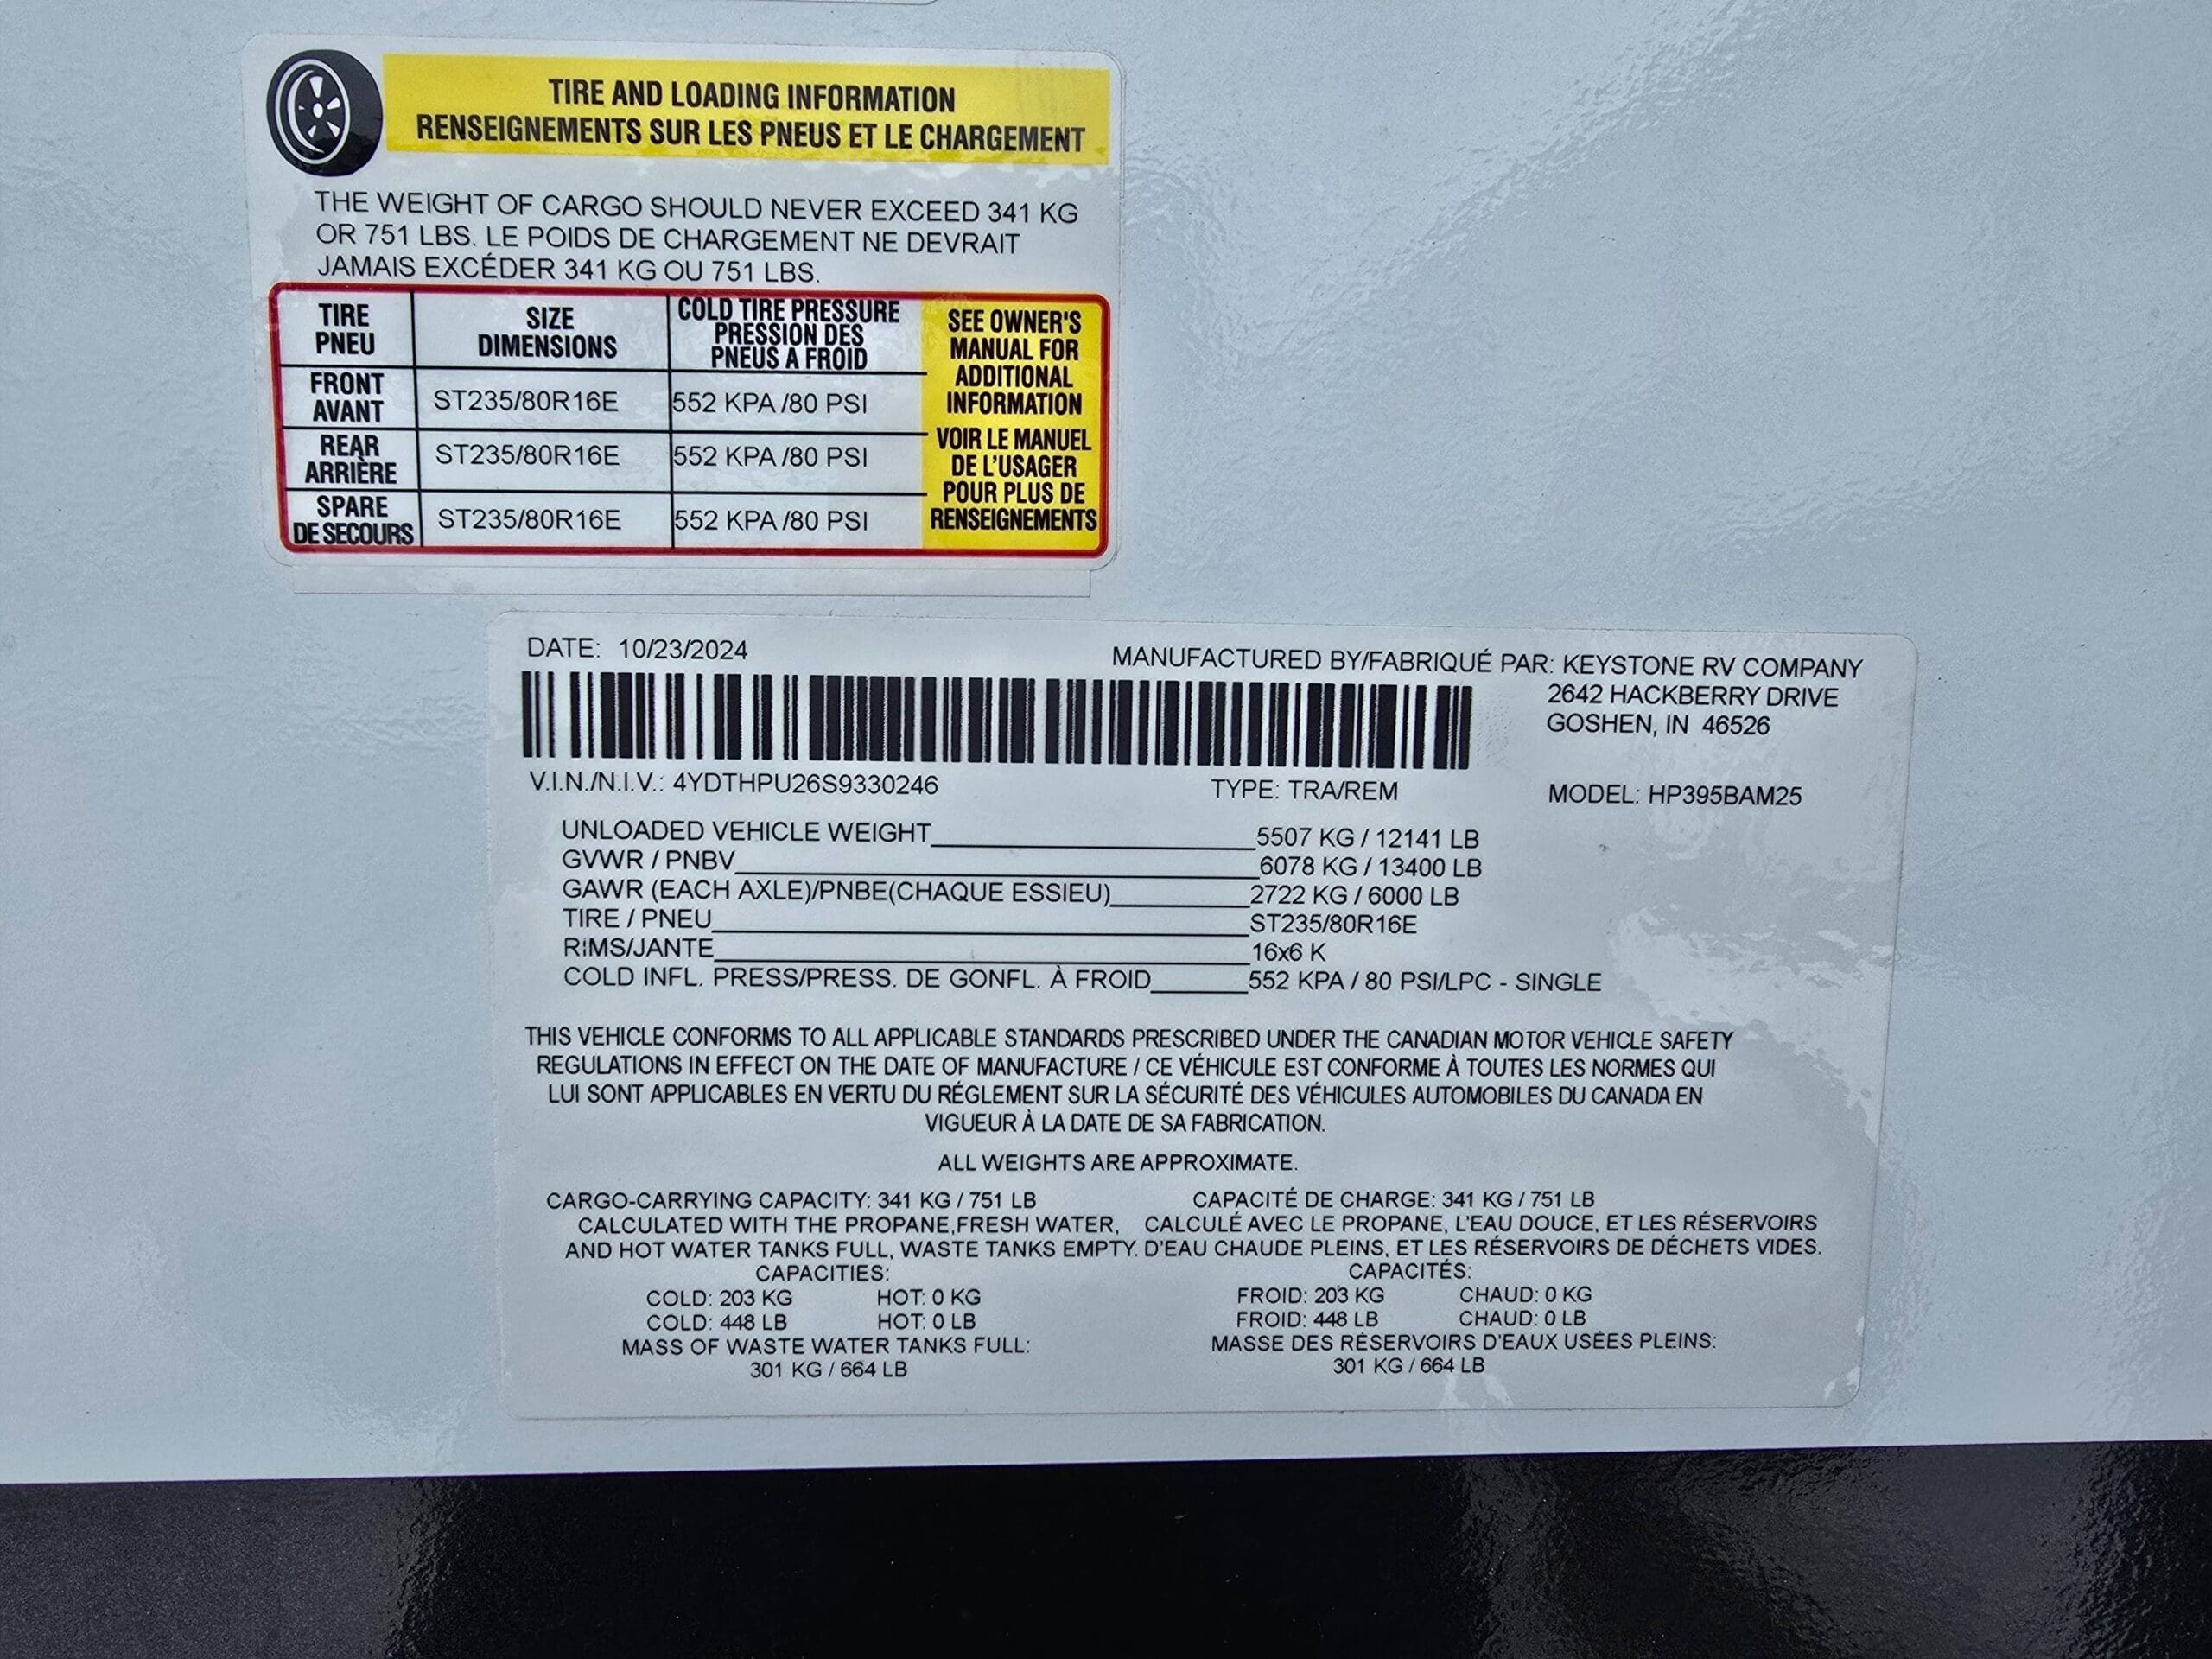 TIRE AND LOADING INFORMATION
RENSEIGNEMENTS SUR LES PNEUS ET LE CHARGEMENT
THE WEIGHT OF CARGO SHOULD NEVER EXCEED 341 KG
OR 751 LBS. LE POIDS DE CHARGEMENT NE DEVRAIT
JAMAIS EXCÉDER 341 KG OU 751 LBS.
TIRE
PNEU
SIZE
DIMENSIONS
COLD TIRE PRESSURE
PRESSION DES
PNEUS A FROID
FRONT
AVANT
ST235/80R16E
552 KPA /80 PSI
REAR
ARRIÈRE
ST235/80R16E
552 KPA /80 PSI
SPARE
DE SECOURS
ST235/80R16E
552 KPA /80 PSI
SEE OWNER'S
MANUAL FOR
ADDITIONAL
INFORMATION
VOIR LE MANUEL
DE L'USAGER
POUR PLUS DE
RENSEIGNEMENTS
DATE: 10/23/2024
MANUFACTURED BY/FABRIQUÉ PAR: KEYSTONE RV COMPANY
2642 HACKBERRY DRIVE
GOSHEN, IN 46526
V.I.N./N.I.V.: 4YDTHPU26S9330246 TYPE: TRA/REM MODEL: HP395BAM25
UNLOADED VEHICLE WEIGHT 5507 KG / 12141 LB
GVWR / PNBV 6078 KG / 13400 LB
GAWR (EACH AXLE)/PNBE(CHAQUE ESSIEU) 2722 KG / 6000 LB
TIRE / PNEU ST235/80R16E
RIMS/JANTE 16x6 K
COLD INFL. PRESS/PRESS. DE GONFL. À FROID 552 KPA / 80 PSI/LPC - SINGLE
THIS VEHICLE CONFORMS TO ALL APPLICABLE STANDARDS PRESCRIBED UNDER THE CANADIAN MOTOR VEHICLE SAFETY
REGULATIONS IN EFFECT ON THE DATE OF MANUFACTURE / CE VÉHICULE EST CONFORME À TOUTES LES NORMES QUI
LUI SONT APPLICABLES EN VERTU DU RÉGLEMENT SUR LA SÉCURITÉ DES VÉHICULES AUTOMOBILES DU CANADA EN
VIGUEUR À LA DATE DE SA FABRICATION.
ALL WEIGHTS ARE APPROXIMATE.
CARGO-CARRYING CAPACITY: 341 KG / 751 LB
CALCULATED WITH THE PROPANE,FRESH WATER,
AND HOT WATER TANKS FULL, WASTE TANKS EMPTY.
CAPACITIES:
COLD: 203 KG HOT: 0 KG
COLD: 448 LB HOT: 0 LB
MASS OF WASTE WATER TANKS FULL:
301 KG / 664 LB
CAPACITÉ DE CHARGE: 341 KG / 751 LB
CALCULÉ AVEC LE PROPANE, L'EAU DOUCE, ET LES RÉSERVOIRS
D'EAU CHAUDE PLEINS, ET LES RÉSERVOIRS DE DÉCHETS VIDES.
CAPACITÉS:
FROID: 203 KG CHAUD: 0 KG
FROID: 448 LB CHAUD: 0 LB
MASSE DES RÉSERVOIRS D'EAUX USÉES PLEINS:
301 KG / 664 LB